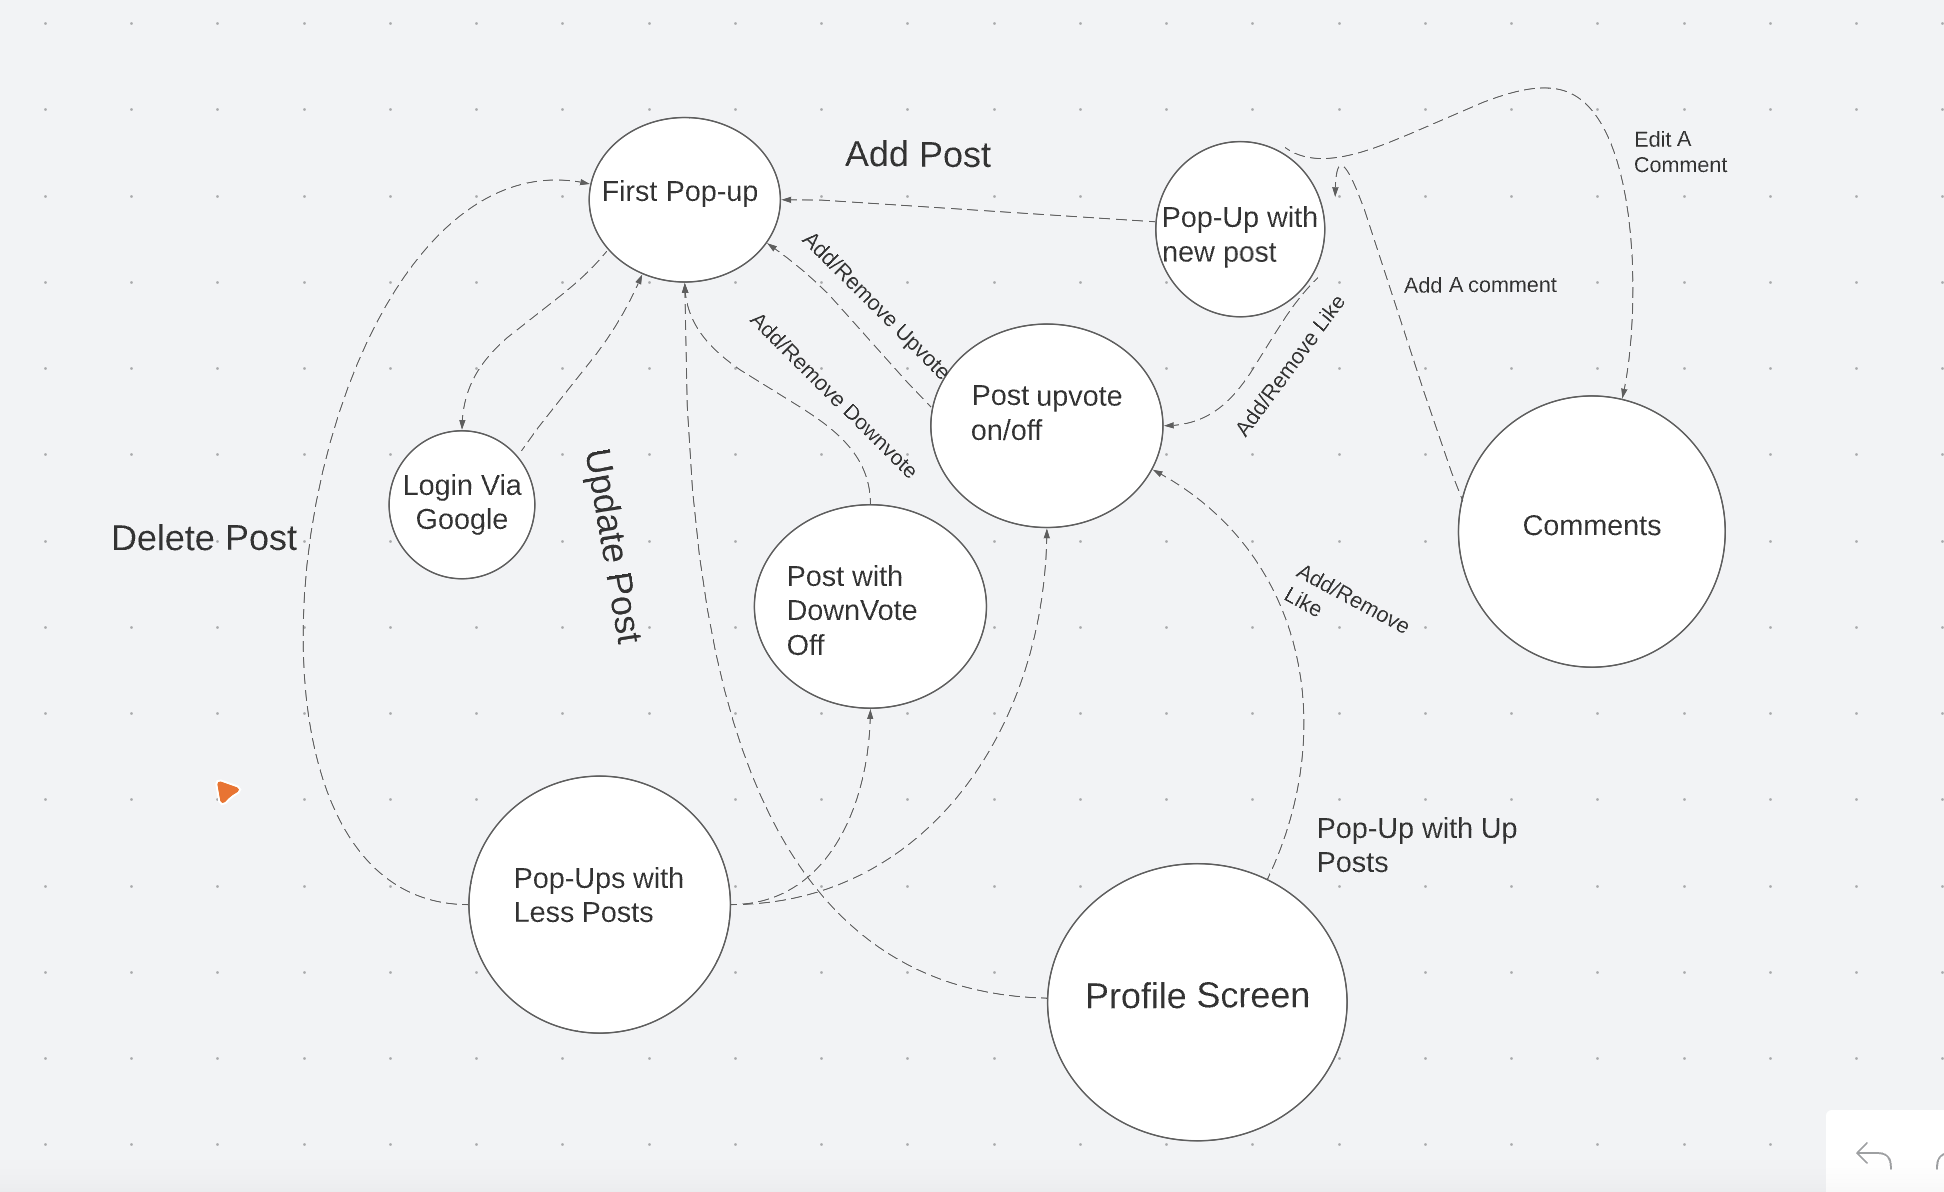 Add Post
Edit A
Comment
First Pop-up
Pop-Up with
new post
Add/Remove Upvote
Add A comment
Add/Remove Like
Add/Remove Downvote
Post upvote
on/off
Login Via
Google
Update Post
Delete Post
Comments
Post with
DownVote
Off
Add/Remove
Like
Pop-Up with Up
Posts
Pop-Ups with
Less Posts
Profile Screen